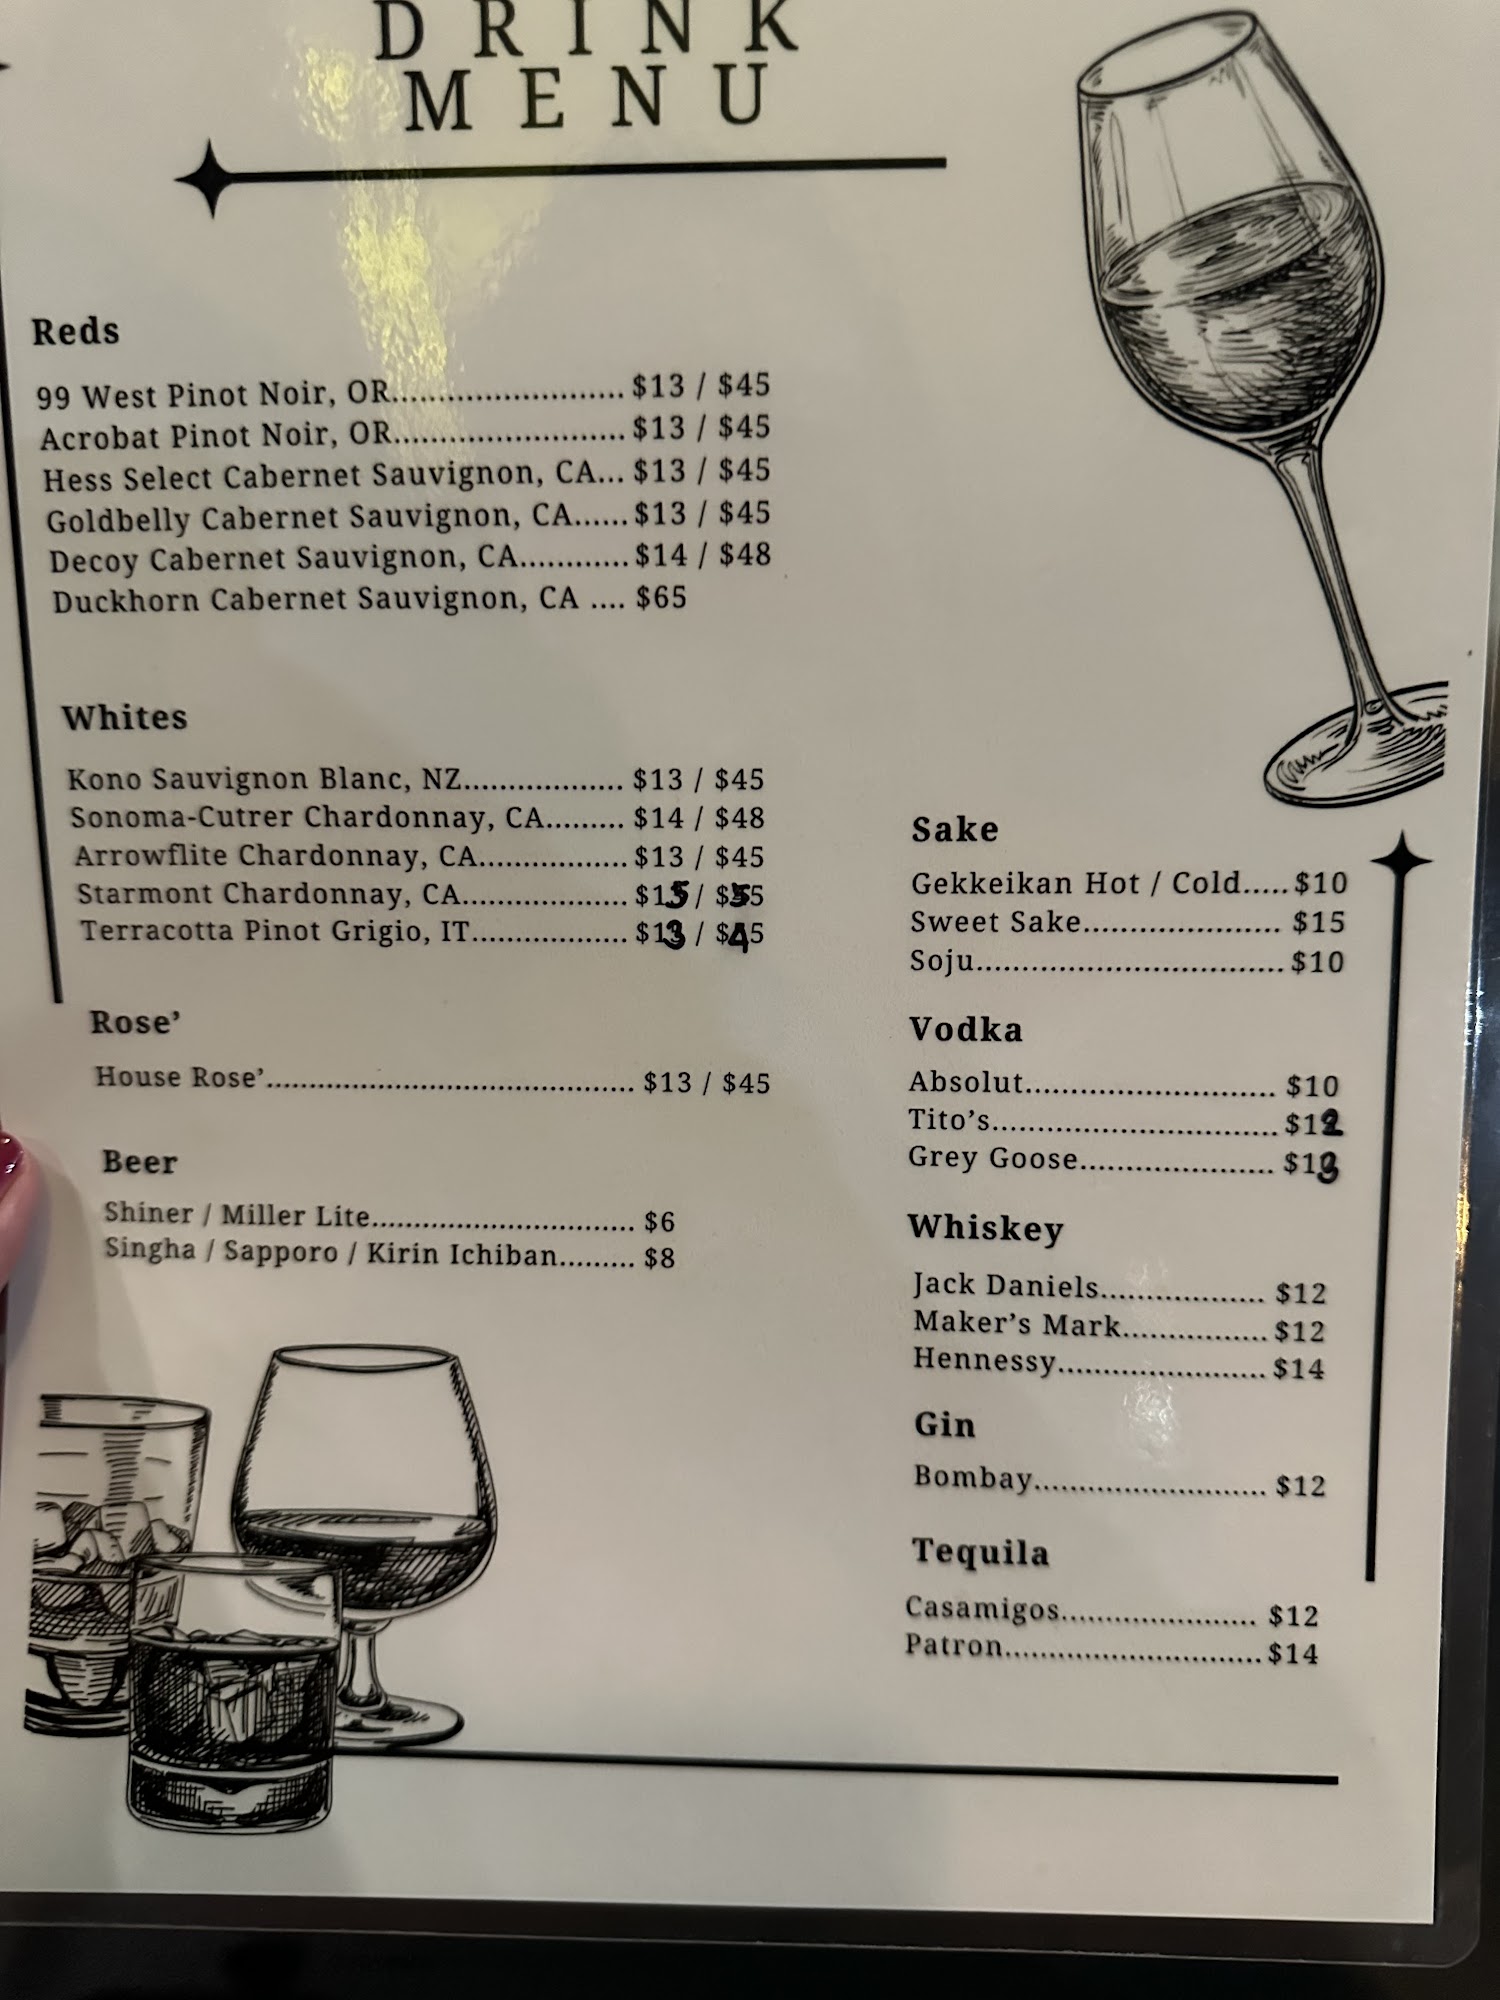 DRINK
MENU
Reds
99 West Pinot Noir, OR........................... $13 / $45
Acrobat Pinot Noir, OR........................... $13 / $45
Hess Select Cabernet Sauvignon, CA... $13 / $45
Goldbelly Cabernet Sauvignon, CA...... $13 / $45
Decoy Cabernet Sauvignon, CA............ $14 / $48
Duckhorn Cabernet Sauvignon, CA .... $65
Whites
Kono Sauvignon Blanc, NZ.................. $13 / $45
Sonoma-Cutrer Chardonnay, CA......... $14 / $48
Arrowflite Chardonnay, CA................. $13 / $45
Starmont Chardonnay, CA................... $15 / $55
Terracotta Pinot Grigio, IT.................. $13 / $45
Rose’
House Rose’........................................... $13 / $45
Beer
Shiner / Miller Lite............................... $6
Singha / Sapporo / Kirin Ichiban......... $8
Sake
Gekkeikan Hot / Cold..... $10
Sweet Sake....................... $15
Soju.................................... $10
Vodka
Absolut............................. $10
Tito’s.................................. $12
Grey Goose....................... $13
Whiskey
Jack Daniels................... $12
Maker’s Mark................. $12
Hennessy........................ $14
Gin
Bombay........................... $12
Tequila
Casamigos....................... $12
Patron.............................. $14